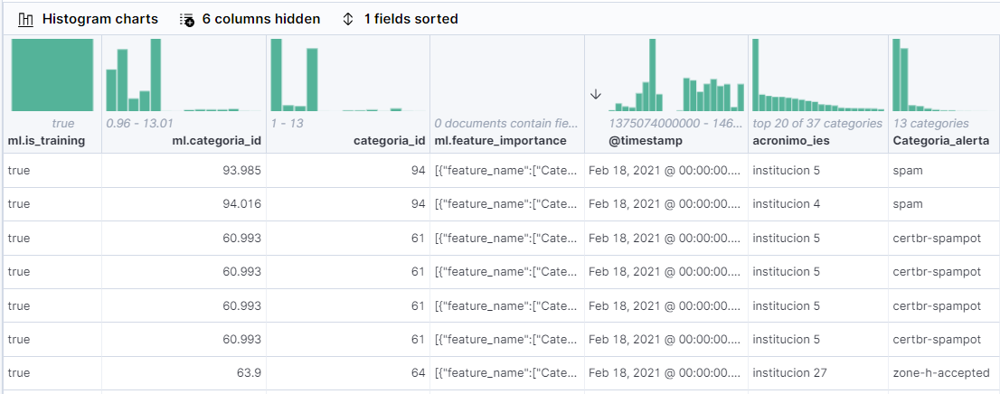 Histogram charts 6 columns hidden 1 fields sorted
true 0.96 - 13.01 1 - 13 0 documents contain fie... 1375074000000 - 146... top 20 of 37 categories 13 categories
ml.is_training ml.categoria_id categoria_id ml.feature_importance @timestamp acronimo_ies Categoria_alerta
true 93.985 94 [{"feature_name":["Cate... Feb 18, 2021 @ 00:00:00.... institucion 5 spam
true 94.016 94 [{"feature_name":["Cate... Feb 18, 2021 @ 00:00:00.... institucion 4 spam
true 60.993 61 [{"feature_name":["Cate... Feb 18, 2021 @ 00:00:00.... institucion 5 certbr-spampot
true 60.993 61 [{"feature_name":["Cate... Feb 18, 2021 @ 00:00:00.... institucion 5 certbr-spampot
true 60.993 61 [{"feature_name":["Cate... Feb 18, 2021 @ 00:00:00.... institucion 5 certbr-spampot
true 60.993 61 [{"feature_name":["Cate... Feb 18, 2021 @ 00:00:00.... institucion 5 certbr-spampot
true 63.9 64 [{"feature_name":["Cate... Feb 18, 2021 @ 00:00:00.... institucion 27 zone-h-accepted